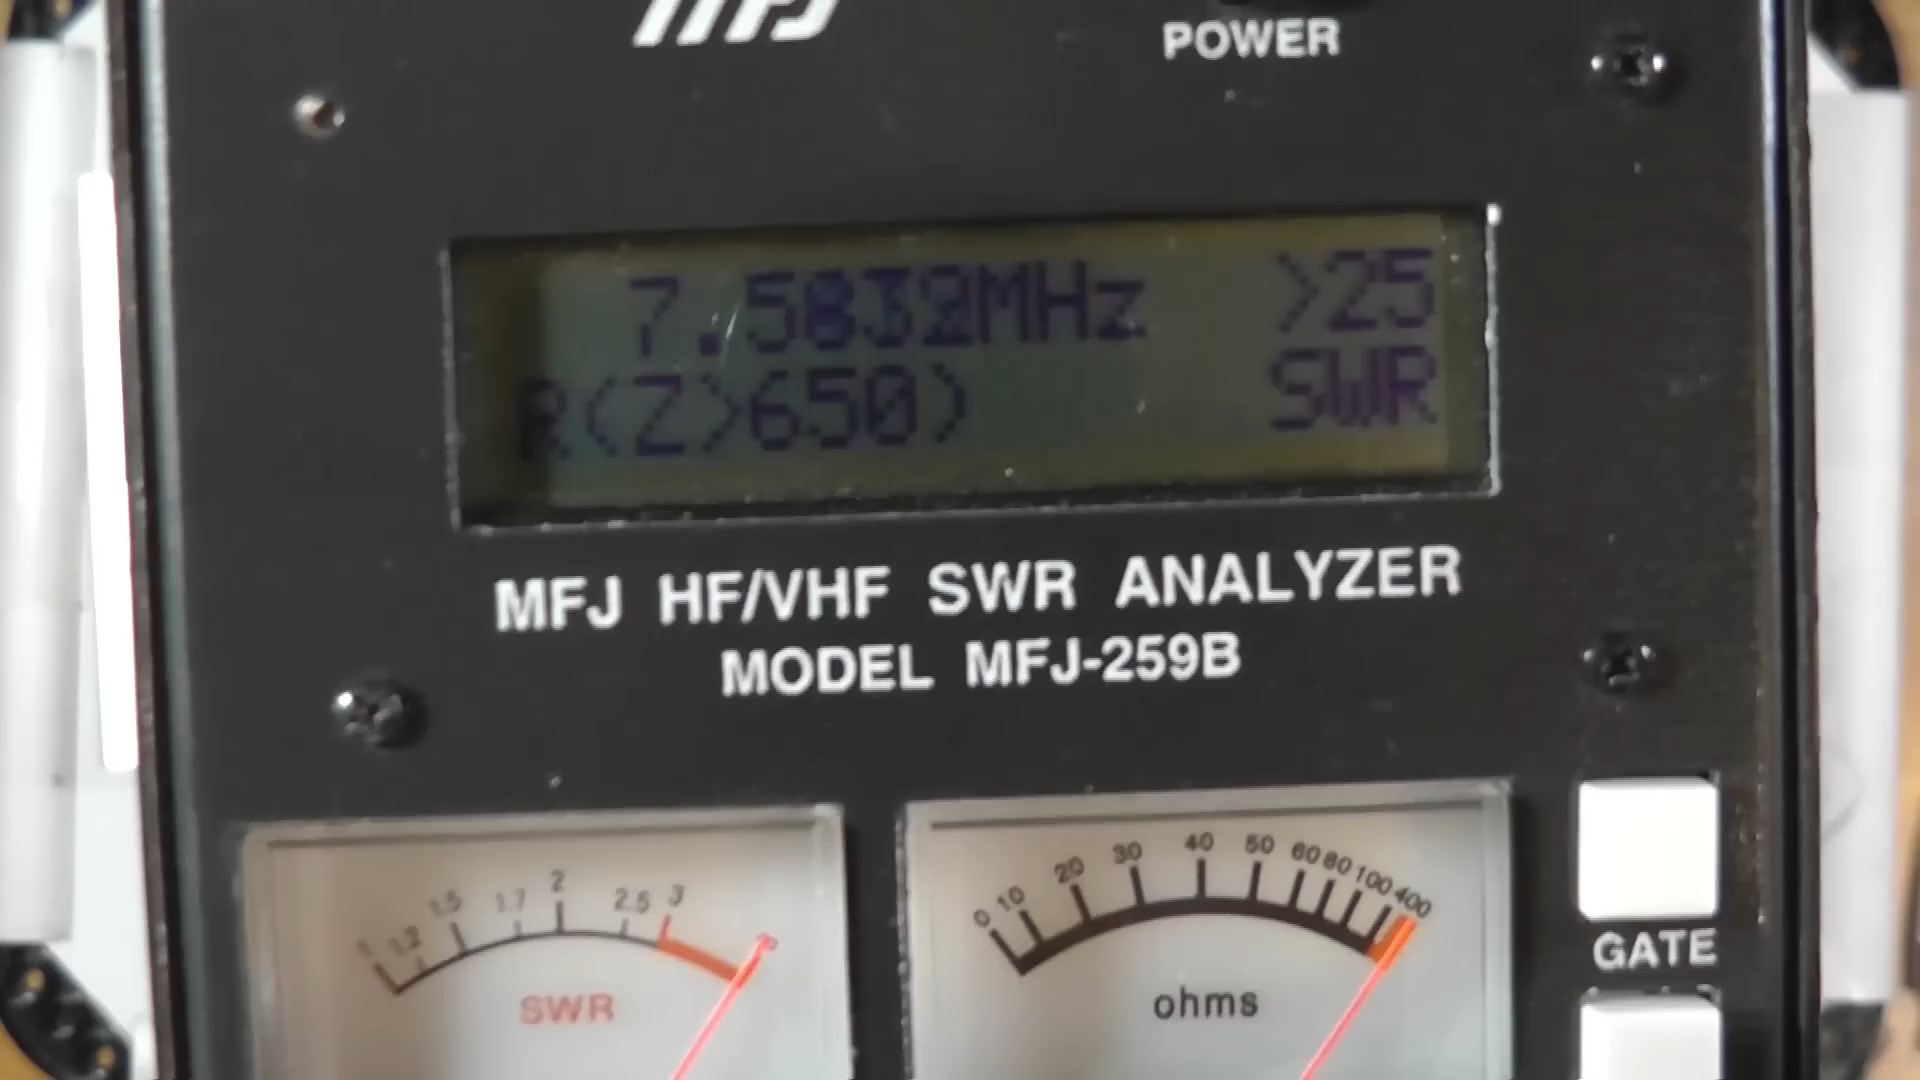 MFJ
POWER
7.5832MHz >25
R(Z>650) SWR
MFJ HF/VHF SWR ANALYZER
MODEL MFJ-259B
1 1.2 1.5 1.7 2 2.5 3
SWR
0 10 20 30 40 50 60 80 100 400
ohms
GATE